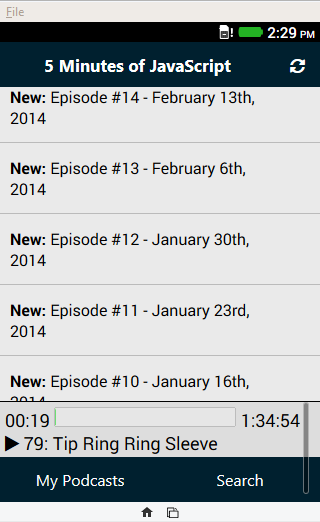 File
2:29 PM
5 Minutes of JavaScript
New: Episode #14 - February 13th,
2014
New: Episode #13 - February 6th,
2014
New: Episode #12 - January 30th,
2014
New: Episode #11 - January 23rd,
2014
New: Episode #10 - January 16th,
2014
00:19 1:34:54
79: Tip Ring Ring Sleeve
My Podcasts Search